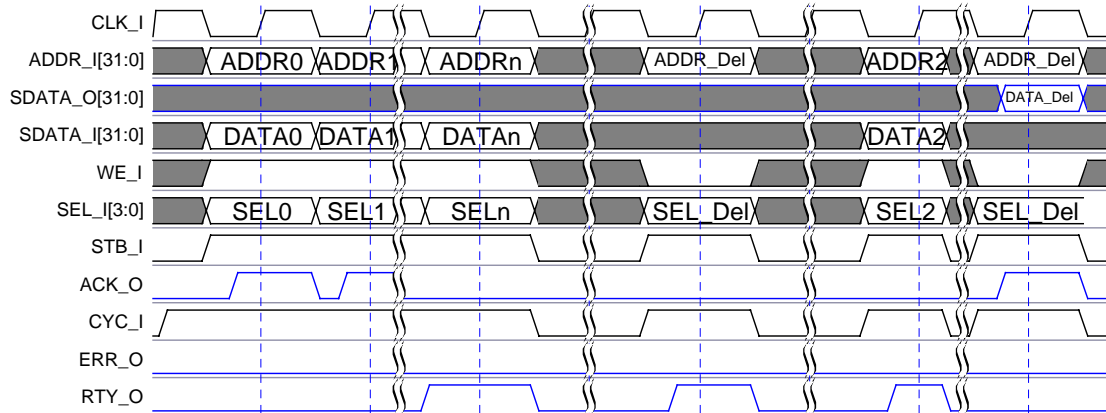 CLK_I
ADDR_I[31:0] ADDR0 ADDR1 ADDRn ADDR_Del ADDR2 ADDR_Del
SDATA_O[31:0] DATA_Del
SDATA_I[31:0] DATA0 DATA1 DATAn DATA2
WE_I
SEL_I[3:0] SEL0 SEL1 SELn SEL_Del SEL2 SEL_Del
STB_I
ACK_O
CYC_I
ERR_O
RTY_O